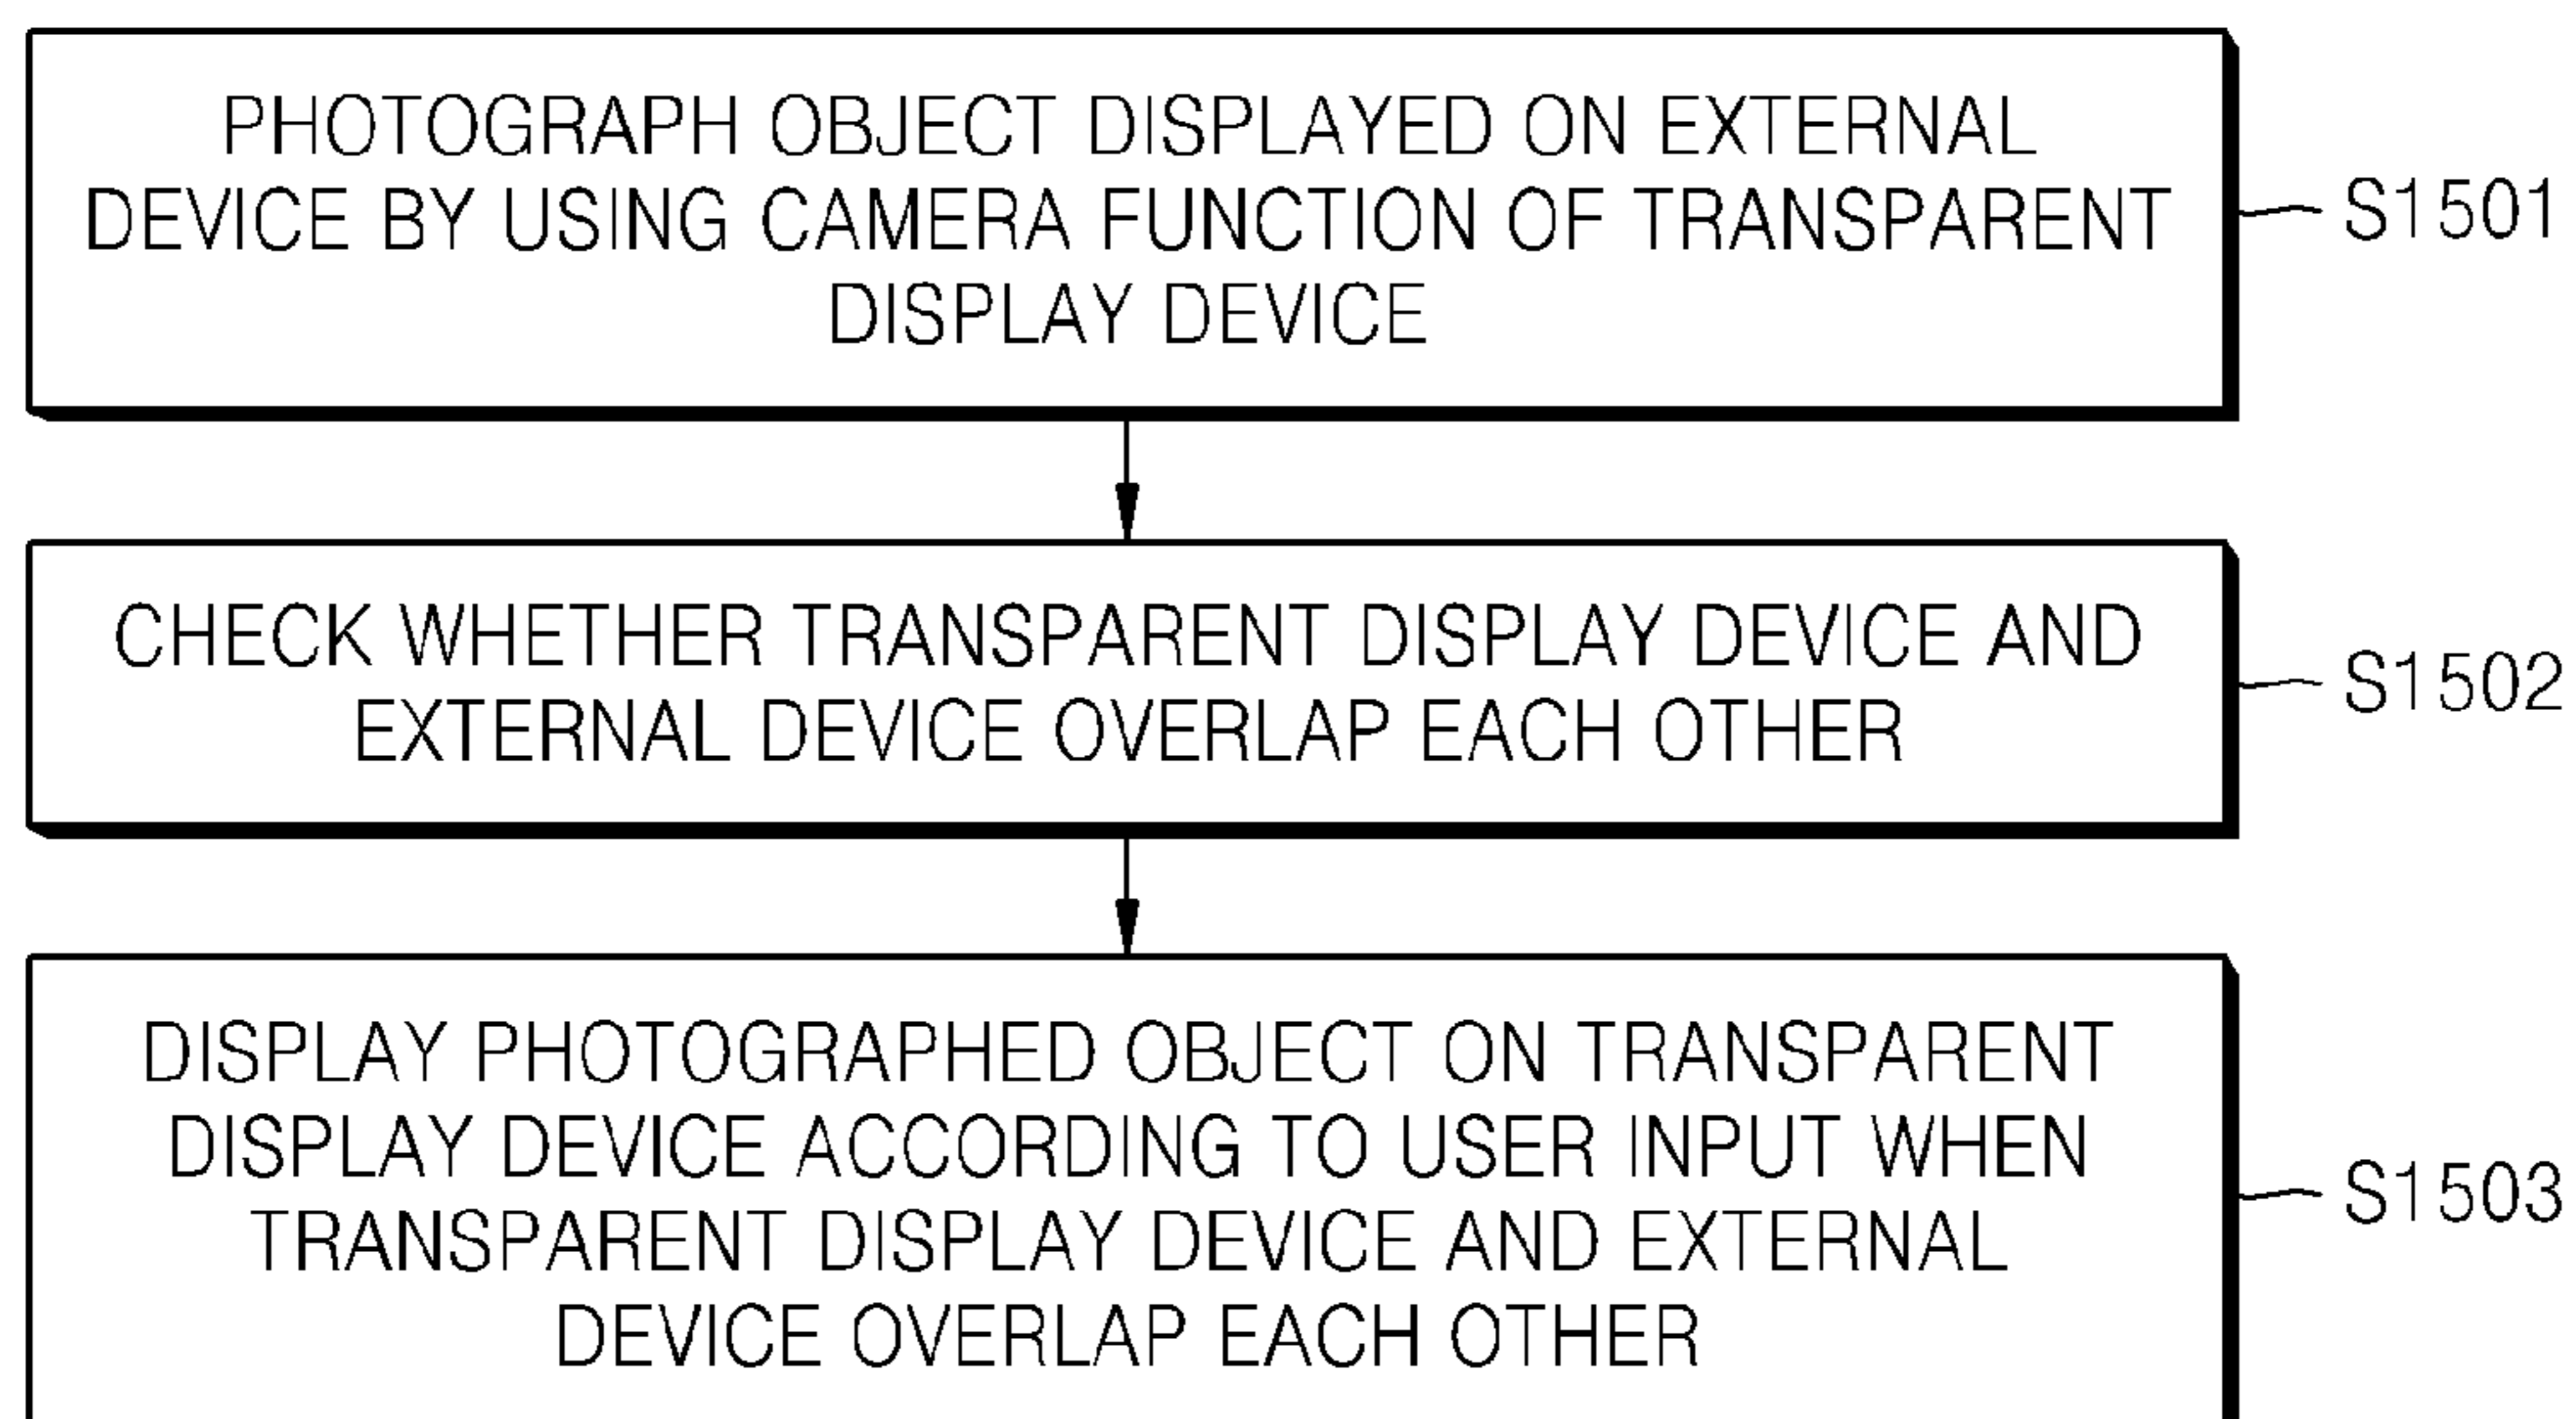 PHOTOGRAPH OBJECT DISPLAYED ON EXTERNAL
DEVICE BY USING CAMERA FUNCTION OF TRANSPARENT
DISPLAY DEVICE
S1501
CHECK WHETHER TRANSPARENT DISPLAY DEVICE AND
EXTERNAL DEVICE OVERLAP EACH OTHER
S1502
DISPLAY PHOTOGRAPHED OBJECT ON TRANSPARENT
DISPLAY DEVICE ACCORDING TO USER INPUT WHEN
TRANSPARENT DISPLAY DEVICE AND EXTERNAL
DEVICE OVERLAP EACH OTHER
S1503